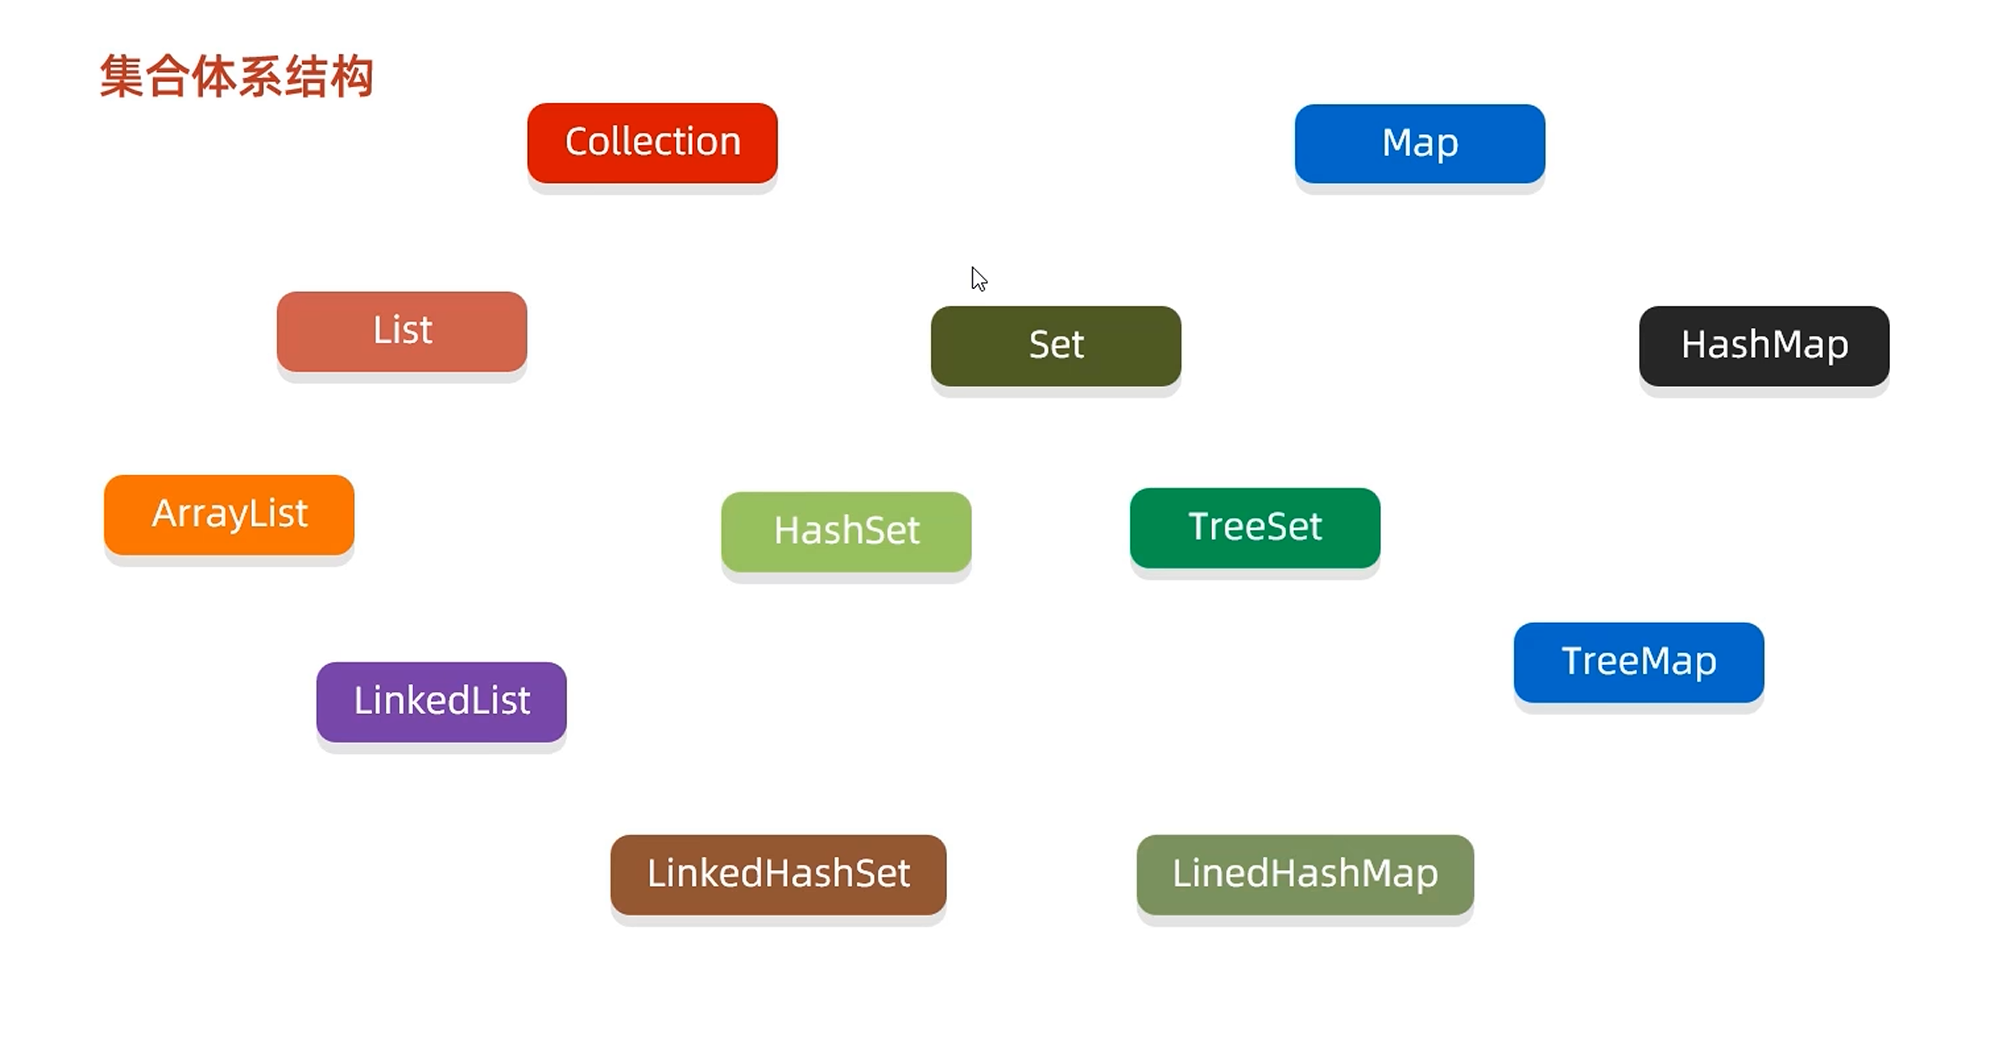 集合体系结构
Collection
Map
List
Set
HashMap
ArrayList
HashSet
TreeSet
TreeMap
LinkedList
LinkedHashSet
LinedHashMap